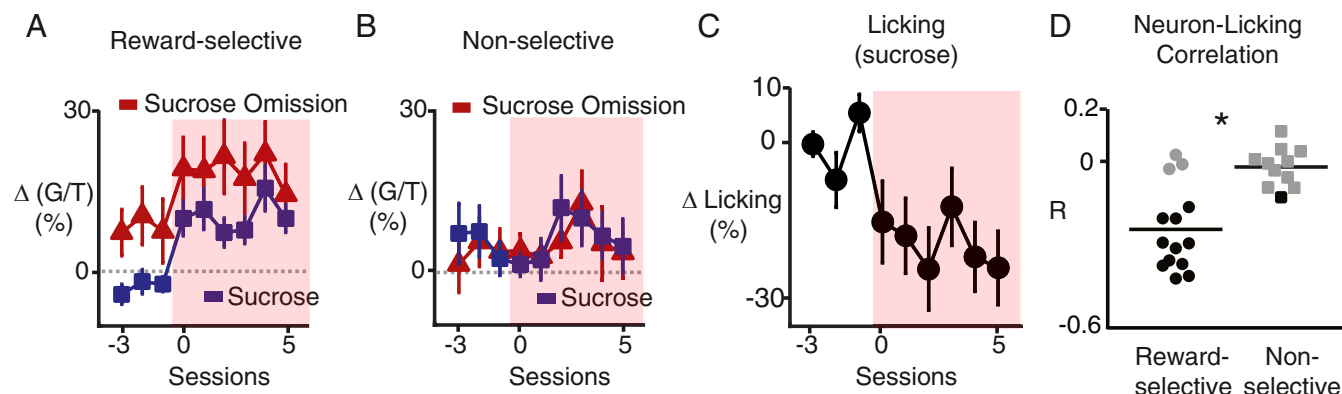 A
Reward-selective
30
Sucrose Omission
Δ (G/T)
(%)
0
Sucrose
-3
0
5
Sessions
B
Non-selective
30
Sucrose Omission
Δ (G/T)
(%)
0
Sucrose
-3
0
5
Sessions
C
Licking
(sucrose)
10
0
Δ Licking
(%)
-30
-3
0
5
Sessions
D
Neuron-Licking
Correlation
0.2
*
0
R
-0.6
Reward-
selective
Non-
selective